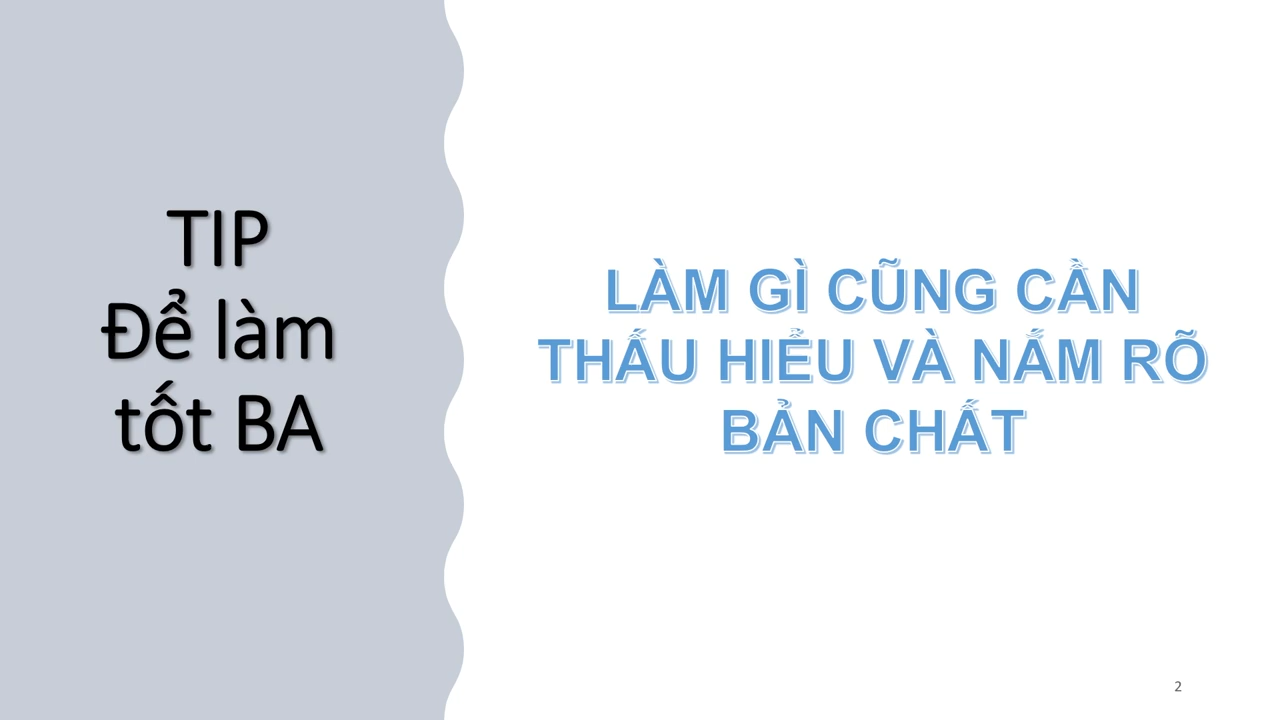 TIP
Để làm
tốt BA
LÀM GÌ CŨNG CẦN
THẤU HIỂU VÀ NẮM RÕ
BẢN CHẤT
2